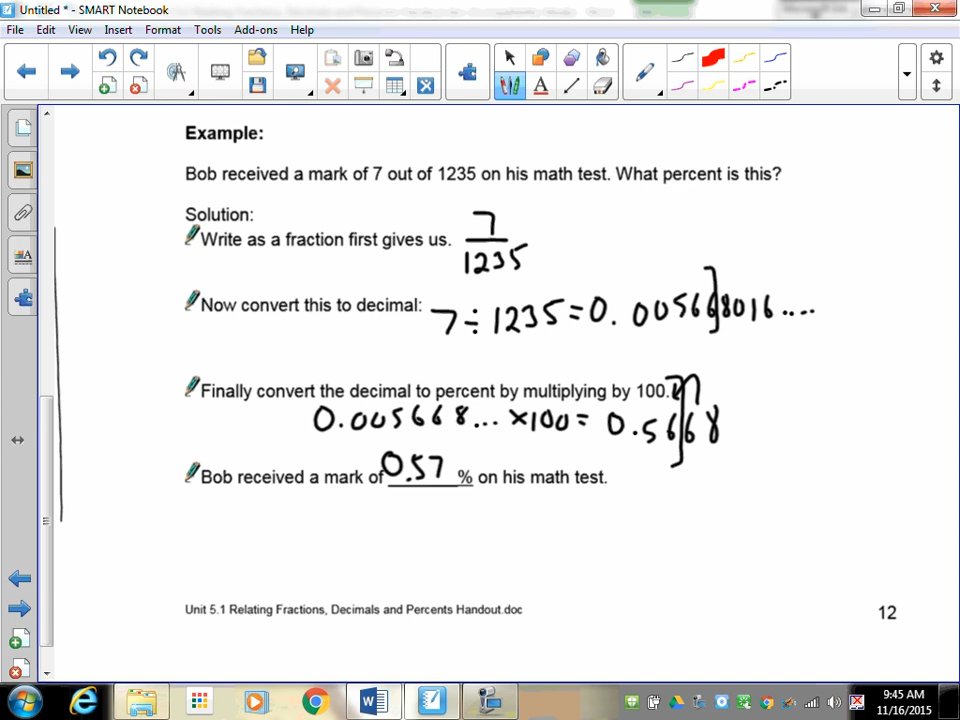 Untitled * - SMART Notebook
File Edit View Insert Format Tools Add-ons Help
Example:
Bob received a mark of 7 out of 1235 on his math test. What percent is this?
Solution:
Write as a fraction first gives us. 7
1235
Now convert this to decimal: 7 ÷ 1235 = 0.005668016....
Finally convert the decimal to percent by multiplying by 100.
0.005668... ×100 = 0.5668
Bob received a mark of 0.57 % on his math test.
Unit 5.1 Relating Fractions, Decimals and Percents Handout.doc
12
9:45 AM
11/16/2015